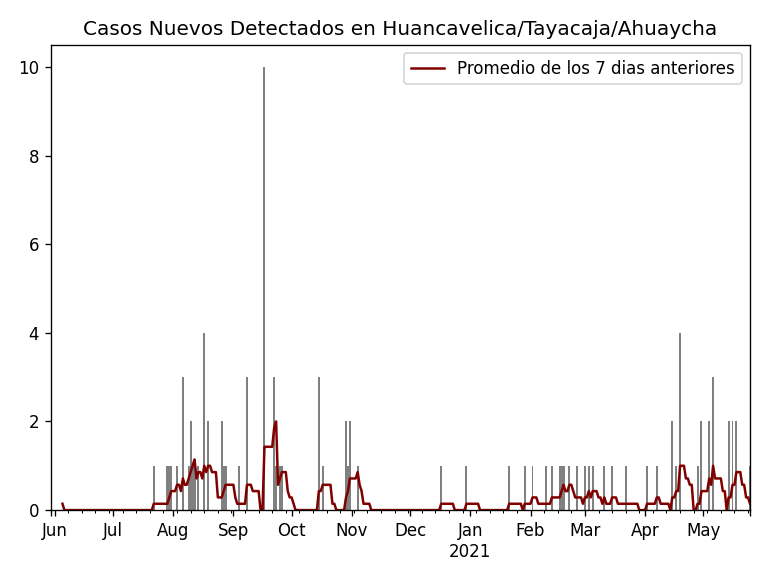 Casos Nuevos Detectados en Huancavelica/Tayacaja/Ahuaycha
Promedio de los 7 dias anteriores
10
8
6
4
2
0
Jun Jul Aug Sep Oct Nov Dec Jan Feb Mar Apr May
2021